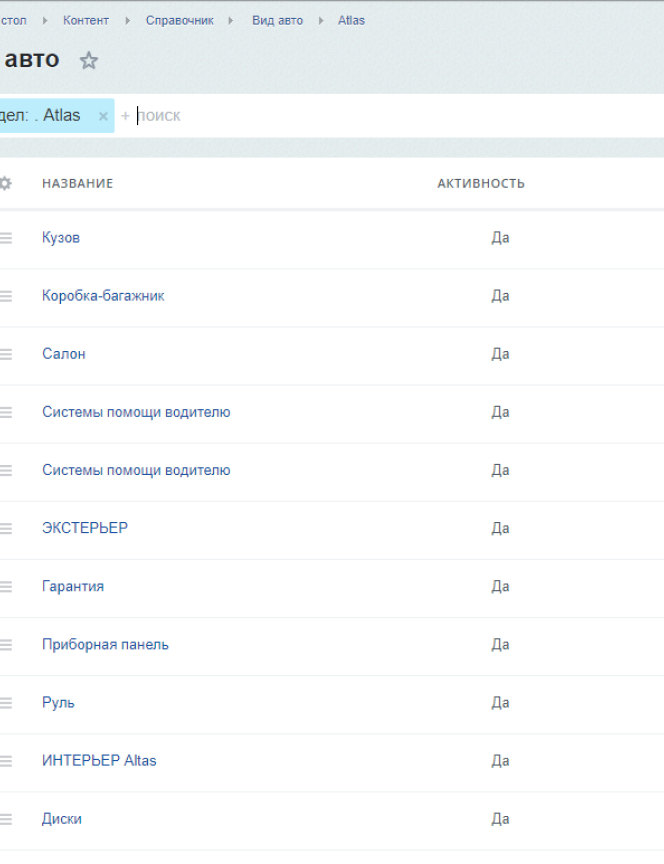 стол Контент Справочник Вид авто Atlas
авто
дел: . Atlas × + поиск
НАЗВАНИЕ АКТИВНОСТЬ
Кузов Да
Коробка-багажник Да
Салон Да
Системы помощи водителю Да
Системы помощи водителю Да
ЭКСТЕРЬЕР Да
Гарантия Да
Приборная панель Да
Руль Да
ИНТЕРЬЕР Altas Да
Диски Да